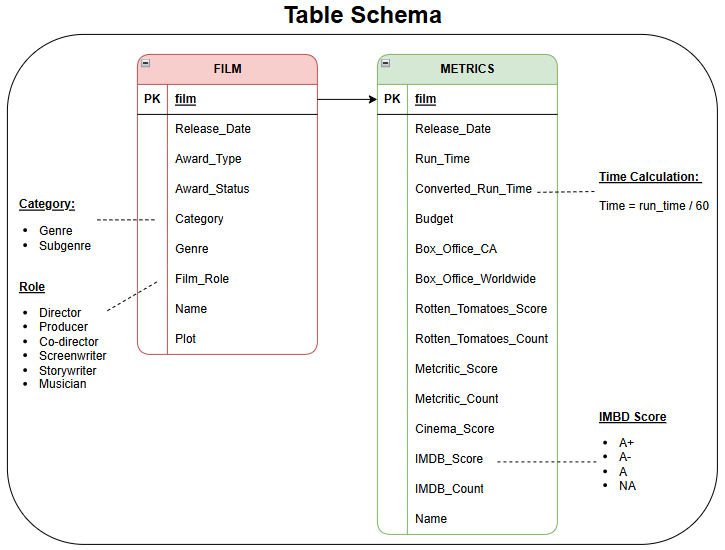 Table Schema
FILM
PK film
Release_Date
Award_Type
Award_Status
Category
Genre
Film_Role
Name
Plot
METRICS
PK film
Release_Date
Run_Time
Converted_Run_Time
Budget
Box_Office_CA
Box_Office_Worldwide
Rotten_Tomatoes_Score
Rotten_Tomatoes_Count
Metcritic_Score
Metcritic_Count
Cinema_Score
IMDB_Score
IMDB_Count
Name
Category:
• Genre
• Subgenre
Role
• Director
• Producer
• Co-director
• Screenwriter
• Storywriter
• Musician
Time Calculation:
Time = run_time / 60
IMBD Score
• A+
• A-
• A
• NA